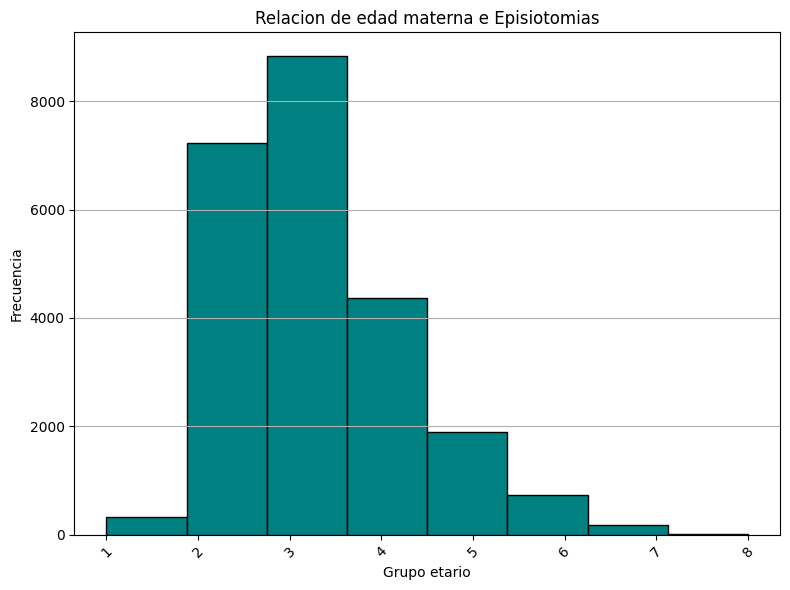 Relacion de edad materna e Episiotomias
Frecuencia
8000
6000
4000
2000
0
1 2 3 4 5 6 7 8
Grupo etario